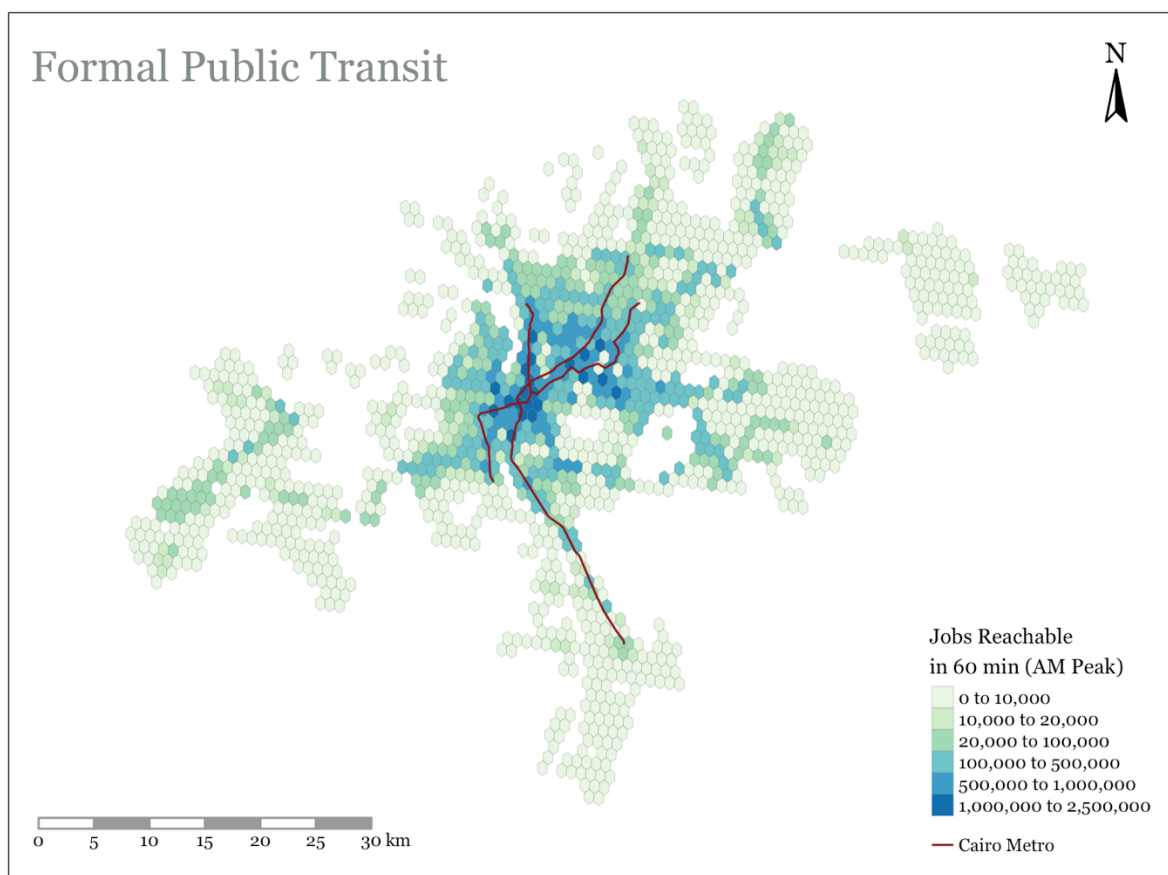 Formal Public Transit
N
Jobs Reachable
in 60 min (AM Peak)
0 to 10,000
10,000 to 20,000
20,000 to 100,000
100,000 to 500,000
500,000 to 1,000,000
1,000,000 to 2,500,000
Cairo Metro
0 5 10 15 20 25 30 km